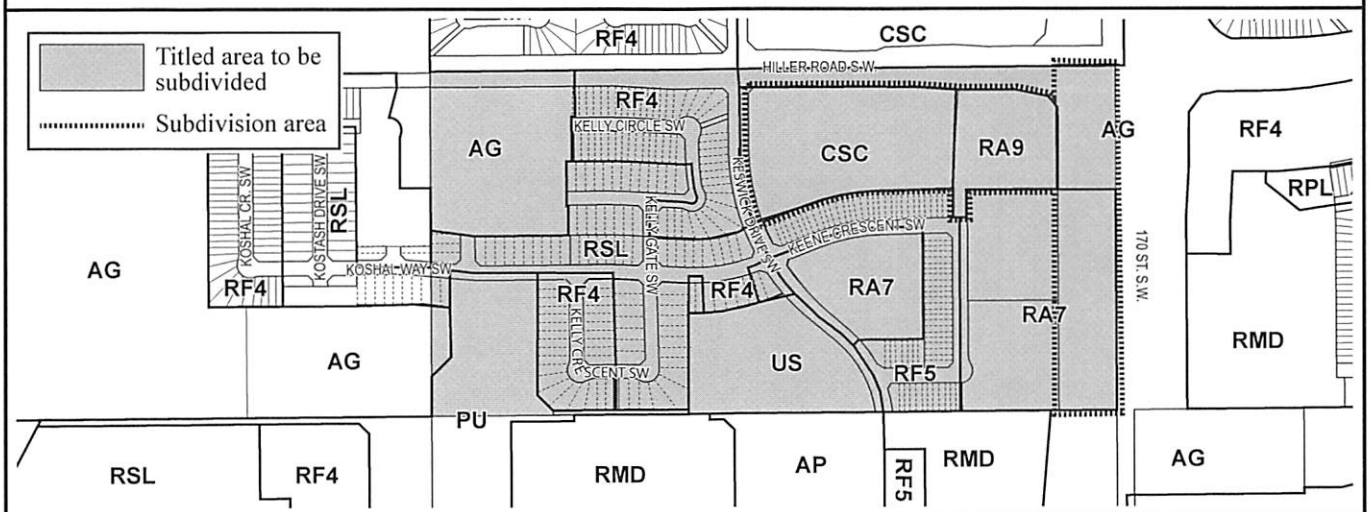 RF4
CSC
Titled area to be
subdivided
Subdivision area
HILLER ROAD S.W.
RF4
KELLY CIRCLE SW
AG
CSC
RA9
AG
RF4
RPL
KOSHAL CR. SW
KOSTASH DRIVE SW
RSL
KESWICK DRIVE SW
KELLY GATE SW
KEENE CRESCENT SW
RSL
AG
KOSHAL WAY SW
RF4
RF4
RF4
RA7
170 ST. S.W.
RA7
RMD
KELLY CRE
SCENT SW
AG
US
RF5
PU
RSL
RF4
RMD
AP
RF5
RMD
AG